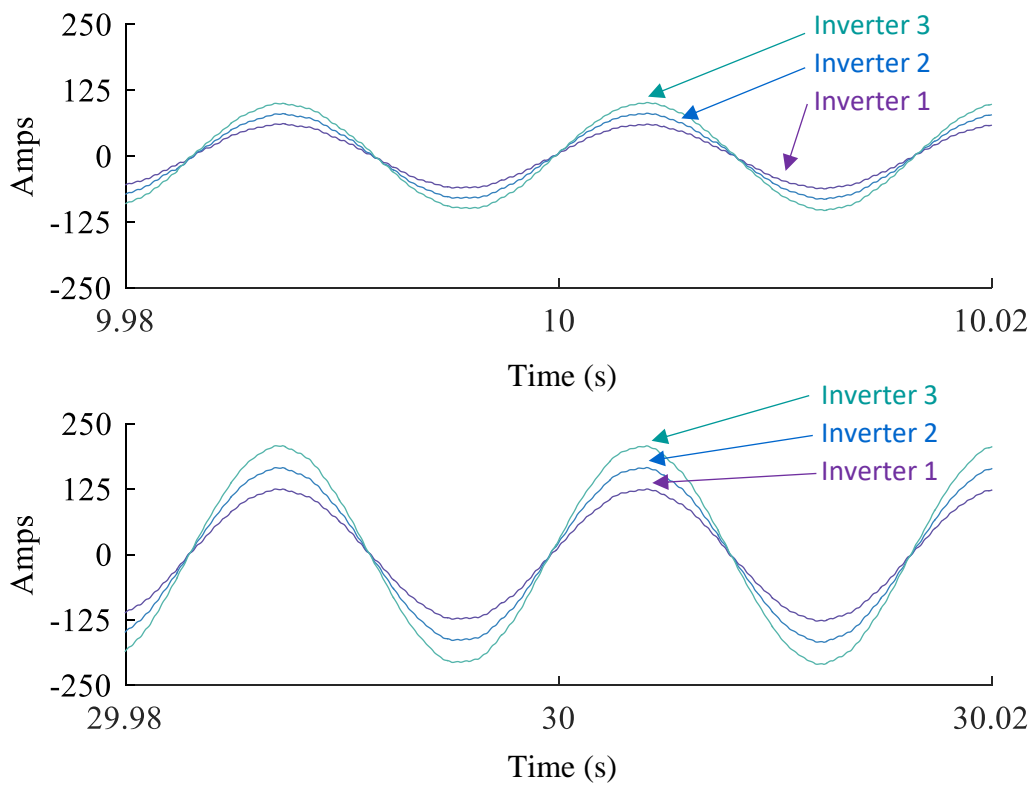 250
Inverter 3
Inverter 2
125
Inverter 1
Amps
0
-125
-250
9.98
10
10.02
Time (s)
Inverter 3
250
Inverter 2
Inverter 1
125
Amps
0
-125
-250
29.98
30
30.02
Time (s)